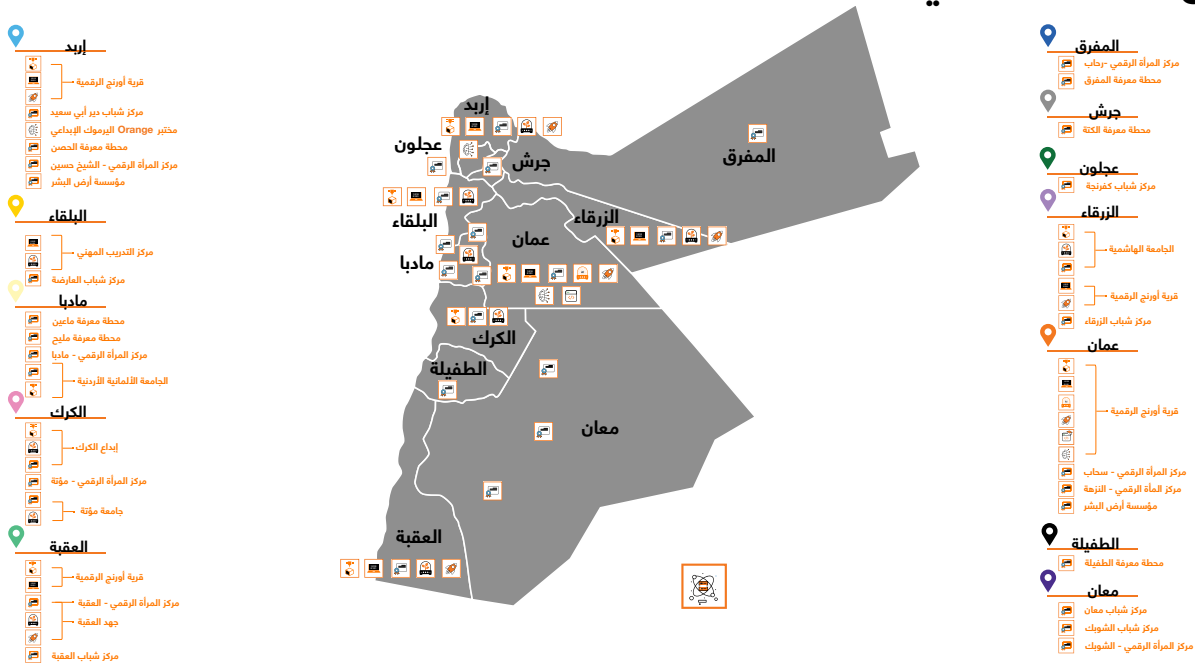 المفرق
مركز المرأة الرقمي -رحاب
محطة معرفة المفرق
جرش
محطة معرفة الكتة
عجلون
مركز شباب كفرنجة
الزرقاء
الجامعة الهاشمية
قرية أورنج الرقمية
مركز شباب الزرقاء
عمان
قرية أورنج الرقمية
مركز المرأة الرقمي - سحاب
مركز المأة الرقمي - النزهة
مؤسسة أرض البشر
الطفيلة
محطة معرفة الطفيلة
معان
مركز شباب معان
مركز شباب الشوبك
مركز المرأة الرقمي - الشوبك
إربد
عجلون
جرش
المفرق
البلقاء
الزرقاء
عمان
مادبا
الكرك
الطفيلة
معان
العقبة
إربد
قرية أورنج الرقمية
مركز شباب دير أبي سعيد
مختبر Orange اليرموك الإبداعي
محطة معرفة الحصن
مركز المرأة الرقمي - الشيخ حسين
مؤسسة أرض البشر
البلقاء
مركز التدريب المهني
مركز شباب العارضة
مادبا
محطة معرفة ماعين
محطة معرفة مليح
مركز المرأة الرقمي - مادبا
الجامعة الألمانية الأردنية
الكرك
إبداع الكرك
مركز المرأة الرقمي - مؤتة
جامعة مؤتة
العقبة
قرية أورنج الرقمية
مركز المرأة الرقمي - العقبة
جهد العقبة
مركز شباب العقبة